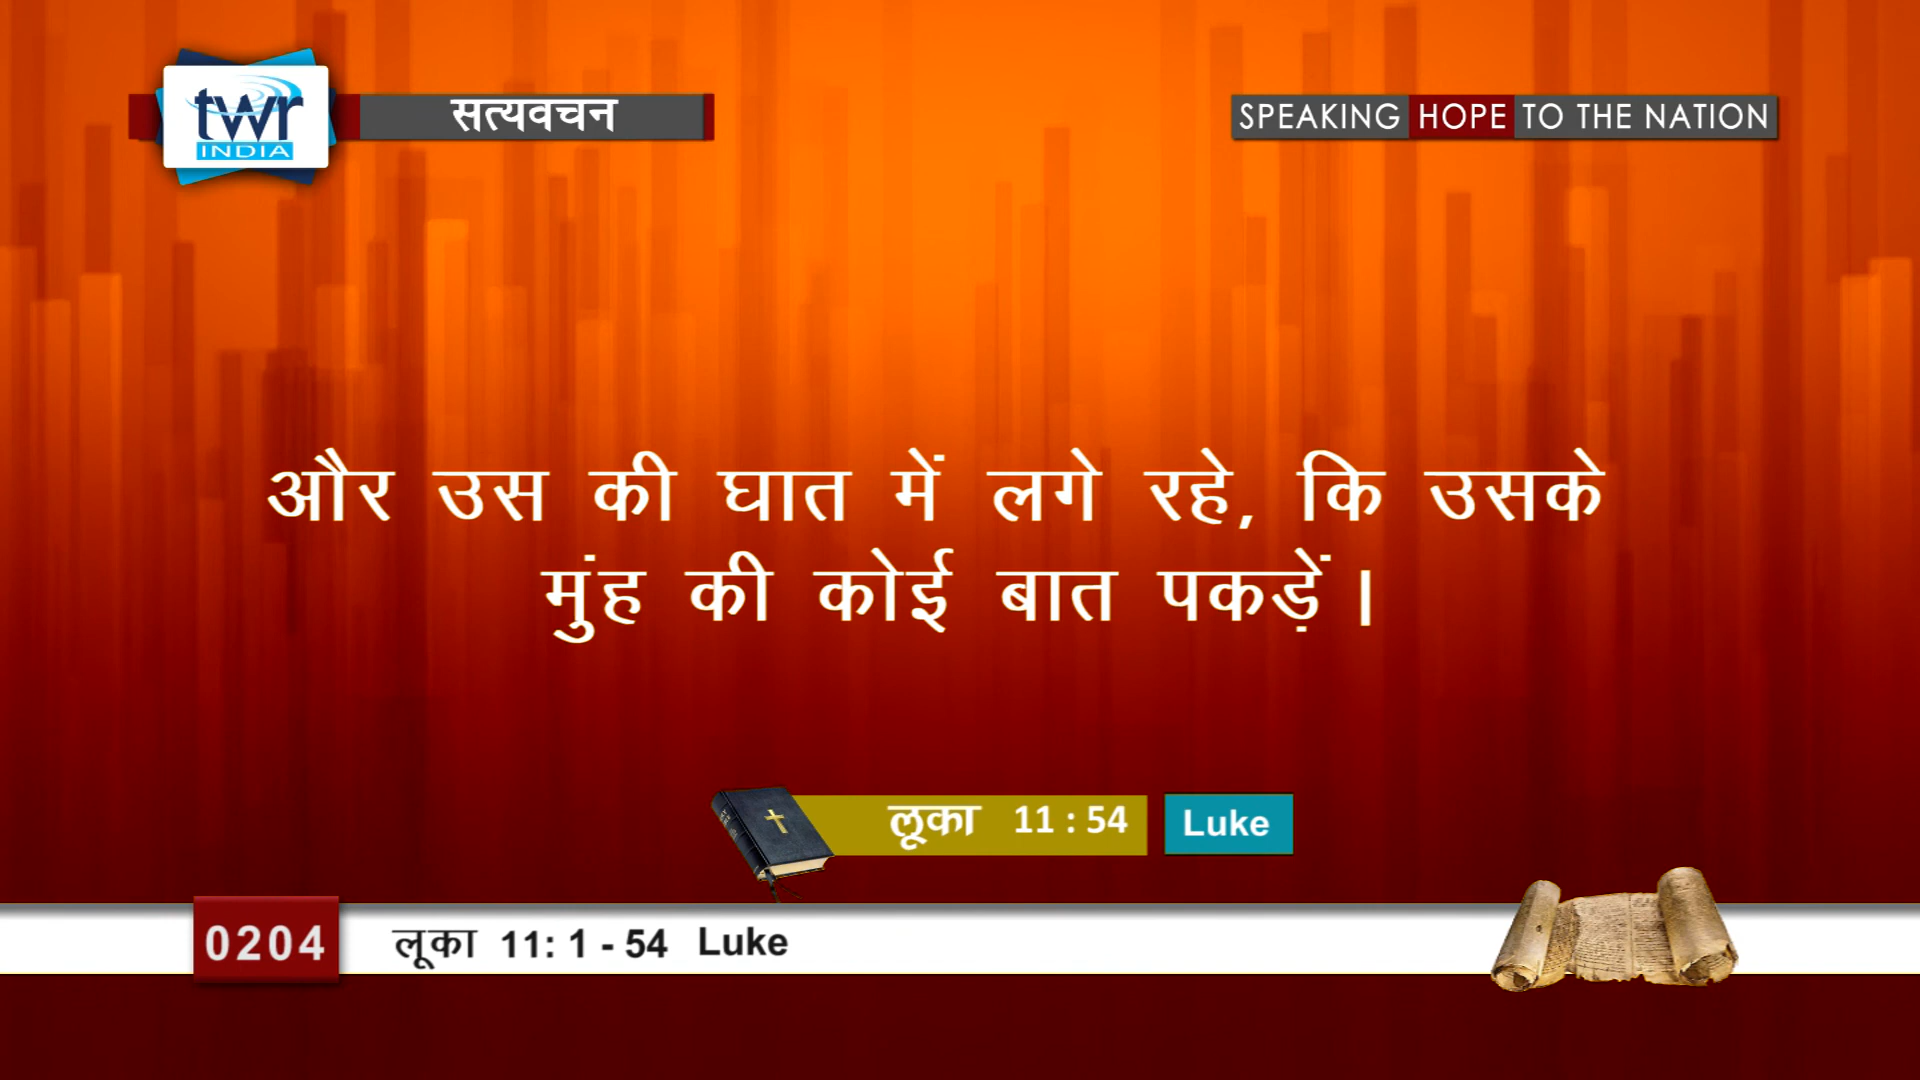 twr
INDIA
सत्यवचन
SPEAKING HOPE TO THE NATION
और उस की घात में लगे रहे, कि उसके
मुंह की कोई बात पकड़ें।
लूका 11 : 54 Luke
0204 लूका 11: 1 - 54 Luke